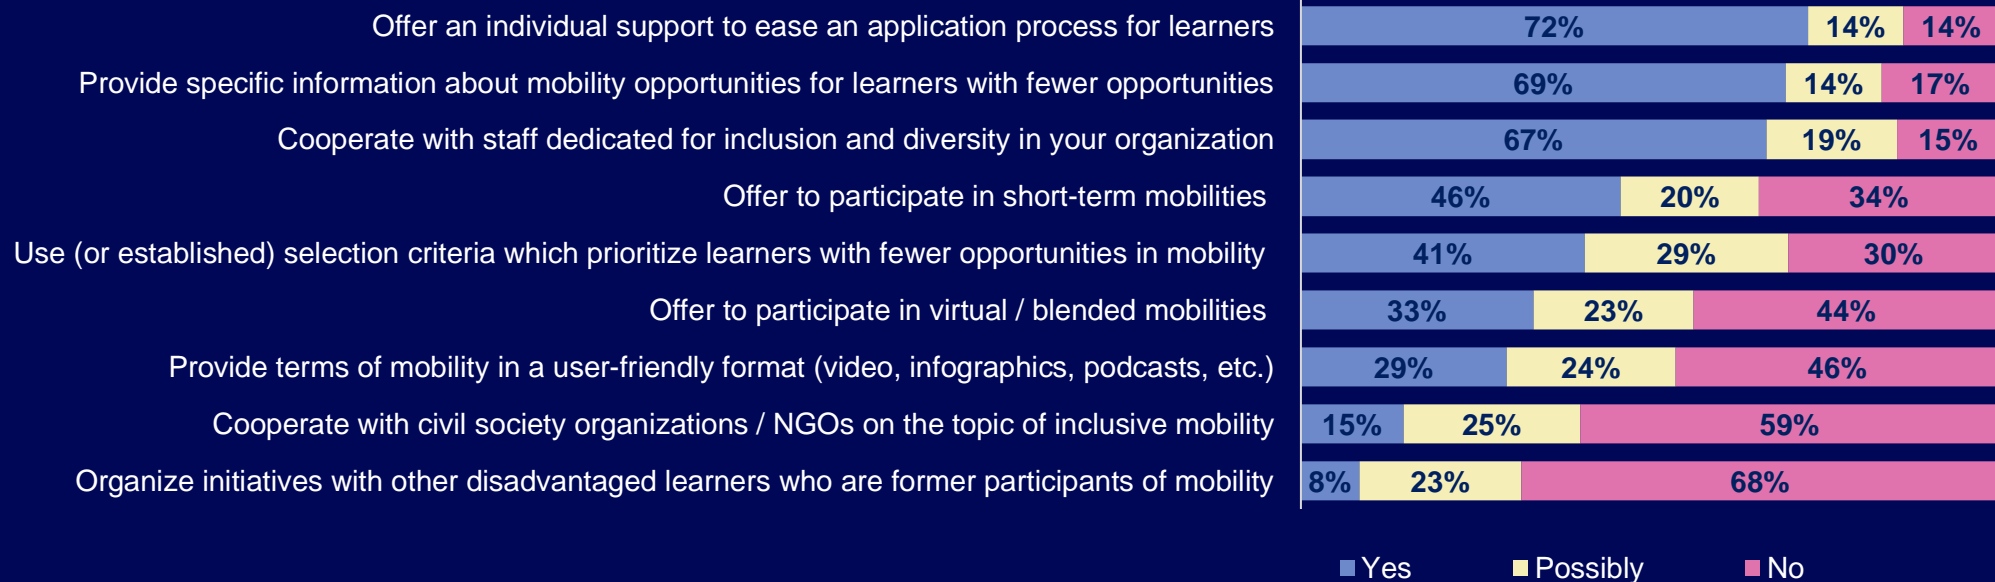 Offer an individual support to ease an application process for learners 72% 14% 14%
Provide specific information about mobility opportunities for learners with fewer opportunities 69% 14% 17%
Cooperate with staff dedicated for inclusion and diversity in your organization 67% 19% 15%
Offer to participate in short-term mobilities 46% 20% 34%
Use (or established) selection criteria which prioritize learners with fewer opportunities in mobility 41% 29% 30%
Offer to participate in virtual / blended mobilities 33% 23% 44%
Provide terms of mobility in a user-friendly format (video, infographics, podcasts, etc.) 29% 24% 46%
Cooperate with civil society organizations / NGOs on the topic of inclusive mobility 15% 25% 59%
Organize initiatives with other disadvantaged learners who are former participants of mobility 8% 23% 68%
Yes Possibly No